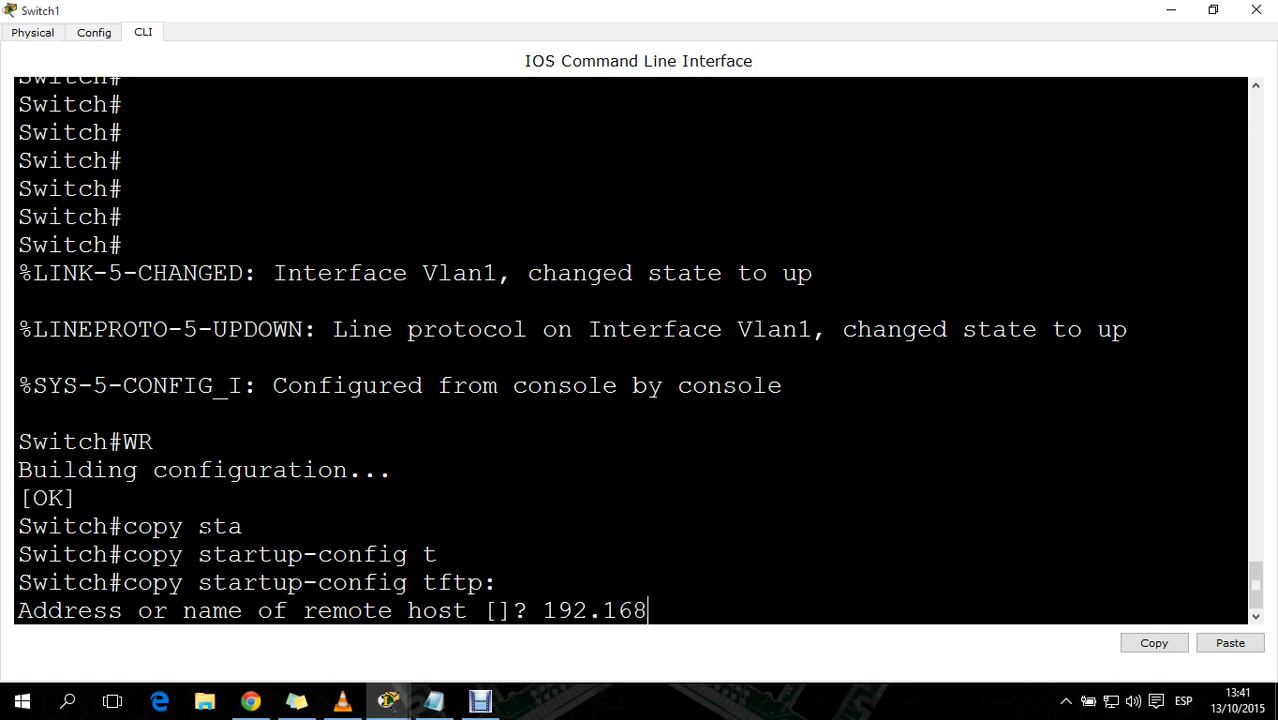 Switch1
Physical
Config
CLI
IOS Command Line Interface
Switch#
Switch#
Switch#
Switch#
Switch#
Switch#
Switch#
%LINK-5-CHANGED: Interface Vlan1, changed state to up
%LINEPROTO-5-UPDOWN: Line protocol on Interface Vlan1, changed state to up
%SYS-5-CONFIG_I: Configured from console by console
Switch#WR
Building configuration...
[OK]
Switch#copy sta
Switch#copy startup-config t
Switch#copy startup-config tftp:
Address or name of remote host []? 192.168
Copy
Paste
ESP
13:41
13/10/2015